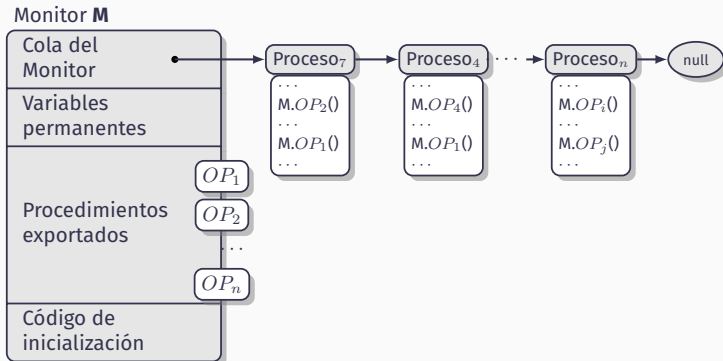 Monitor M
Cola del
Monitor
Variables
permanentes
Procedimientos
exportados
OP₁
OP₂
...
OPₙ
Código de
inicialización
Proceso₇
...
M.OP₂()
...
M.OP₁()
...
Proceso₄
...
M.OP₄()
...
M.OP₁()
...
...
Procesoₙ
...
M.OPᵢ()
...
M.OPⱼ()
...
null